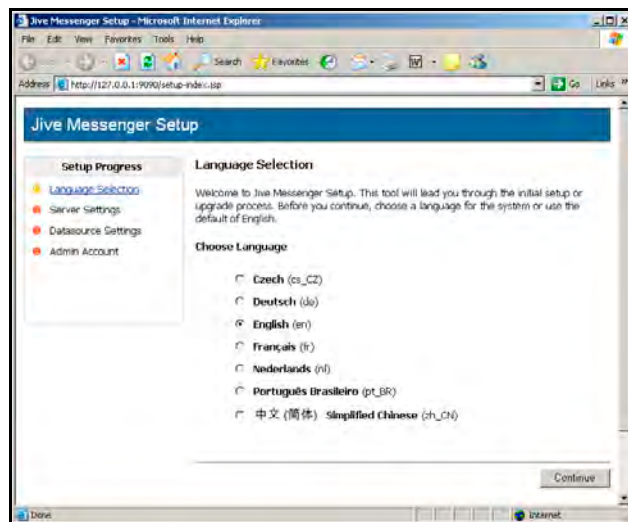 Jive Messenger Setup - Microsoft Internet Explorer
File Edit View Favorites Tools Help
Search Favorites
Address http://127.0.0.1:9090/setup-index.jsp Go Links »
Jive Messenger Setup
Setup Progress
Language Selection
Server Settings
Datasource Settings
Admin Account
Language Selection
Welcome to Jive Messenger Setup. This tool will lead you through the initial setup or
upgrade process. Before you continue, choose a language for the system or use the
default of English.
Choose Language
Czech (cs_CZ)
Deutsch (de)
English (en)
Français (fr)
Nederlands (nl)
Português Brasileiro (pt_BR)
中文 (简体) Simplified Chinese (zh_CN)
Continue
Done Internet